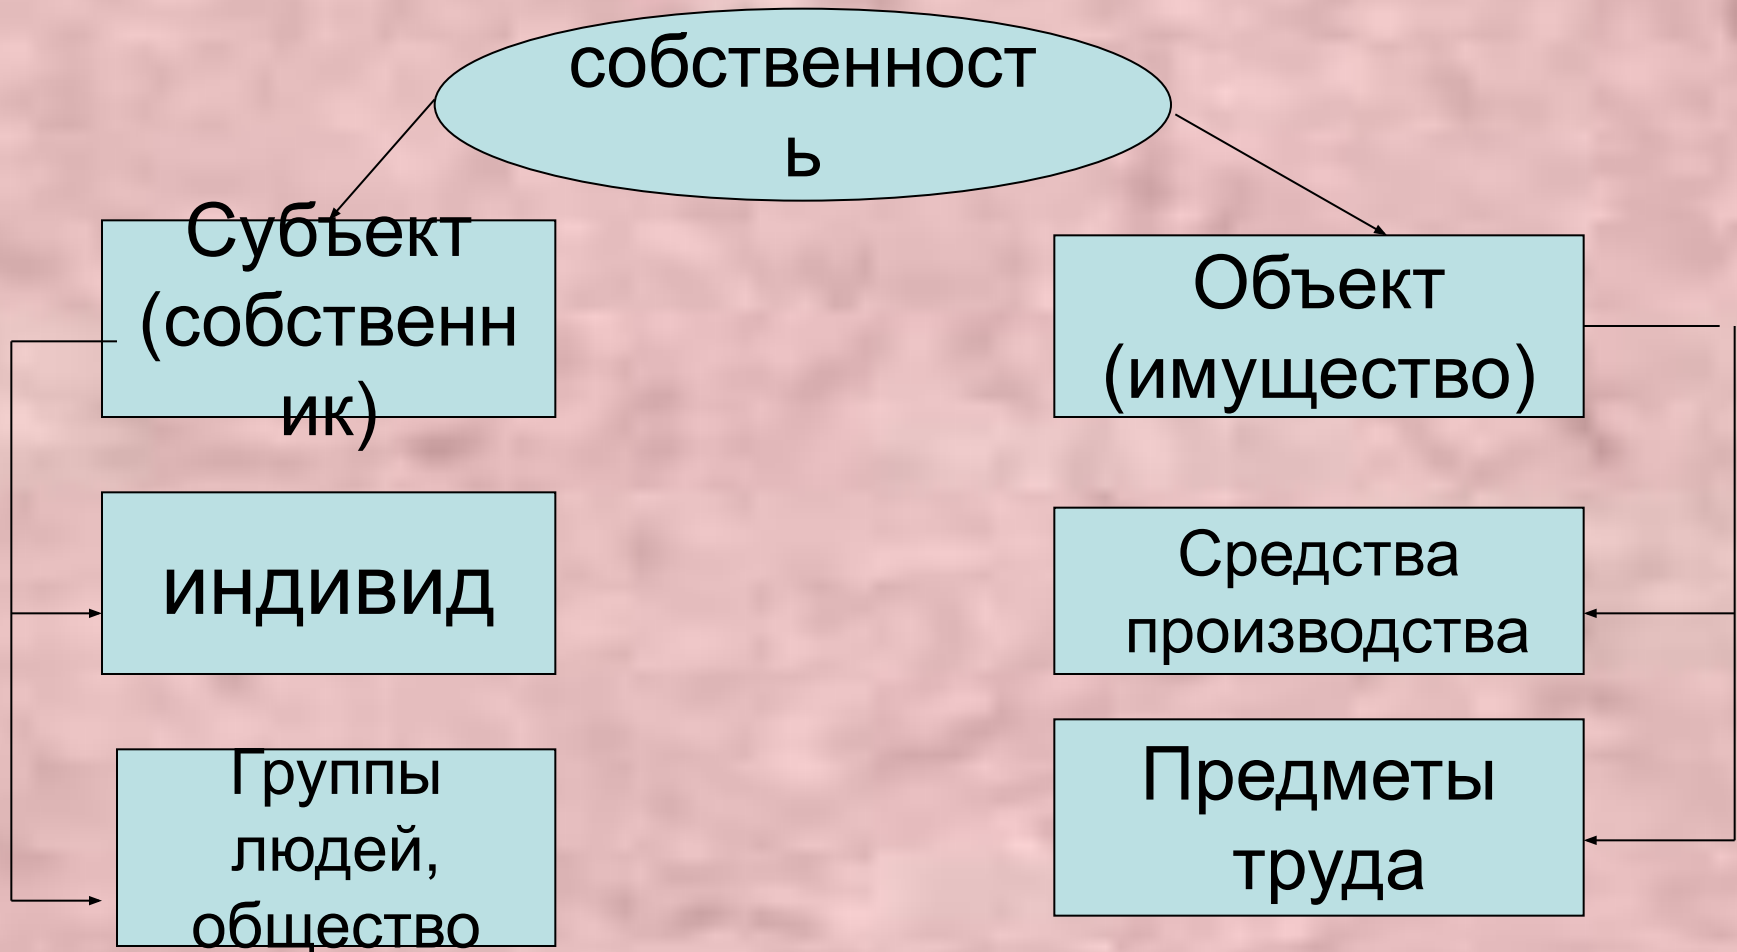 собственност
ь
Субъект
(собственн
ик)
Объект
(имущество)
индивид
Средства
производства
Группы
людей,
общество
Предметы
труда